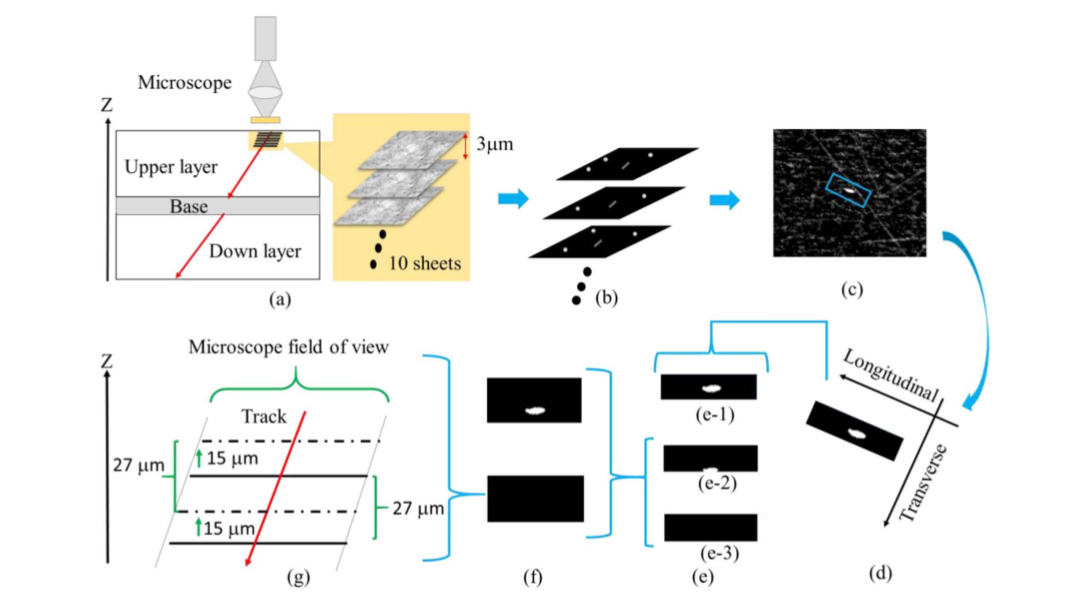 Microscope
Z
Upper layer
Base
Down layer
3μm
10 sheets
(a)
(b)
(c)
Microscope field of view
Z
Track
27 μm
15 μm
15 μm
27 μm
(g)
(f)
(e-1)
(e-2)
(e-3)
(e)
Longitudinal
Transverse
(d)